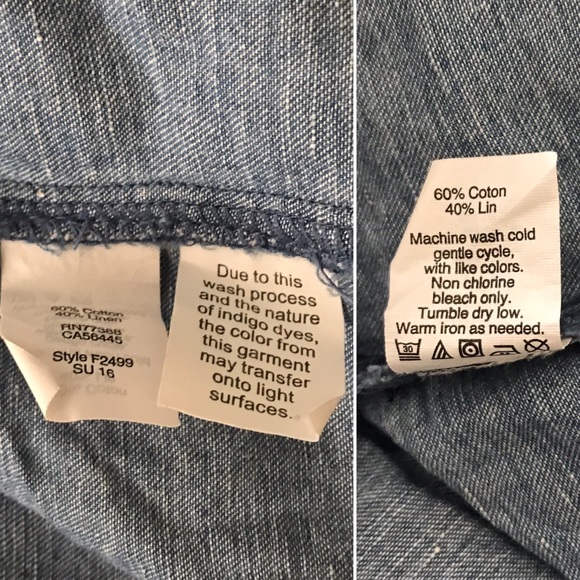 60% Cotton
40% Linen
RN77388
CA56445
Style F2499
SU 16
Due to this
wash process
and the nature
of indigo dyes,
the color from
this garment
may transfer
onto light
surfaces.
60% Coton
40% Lin
Machine wash cold
gentle cycle,
with like colors.
Non chlorine
bleach only.
Tumble dry low.
Warm iron as needed.
30